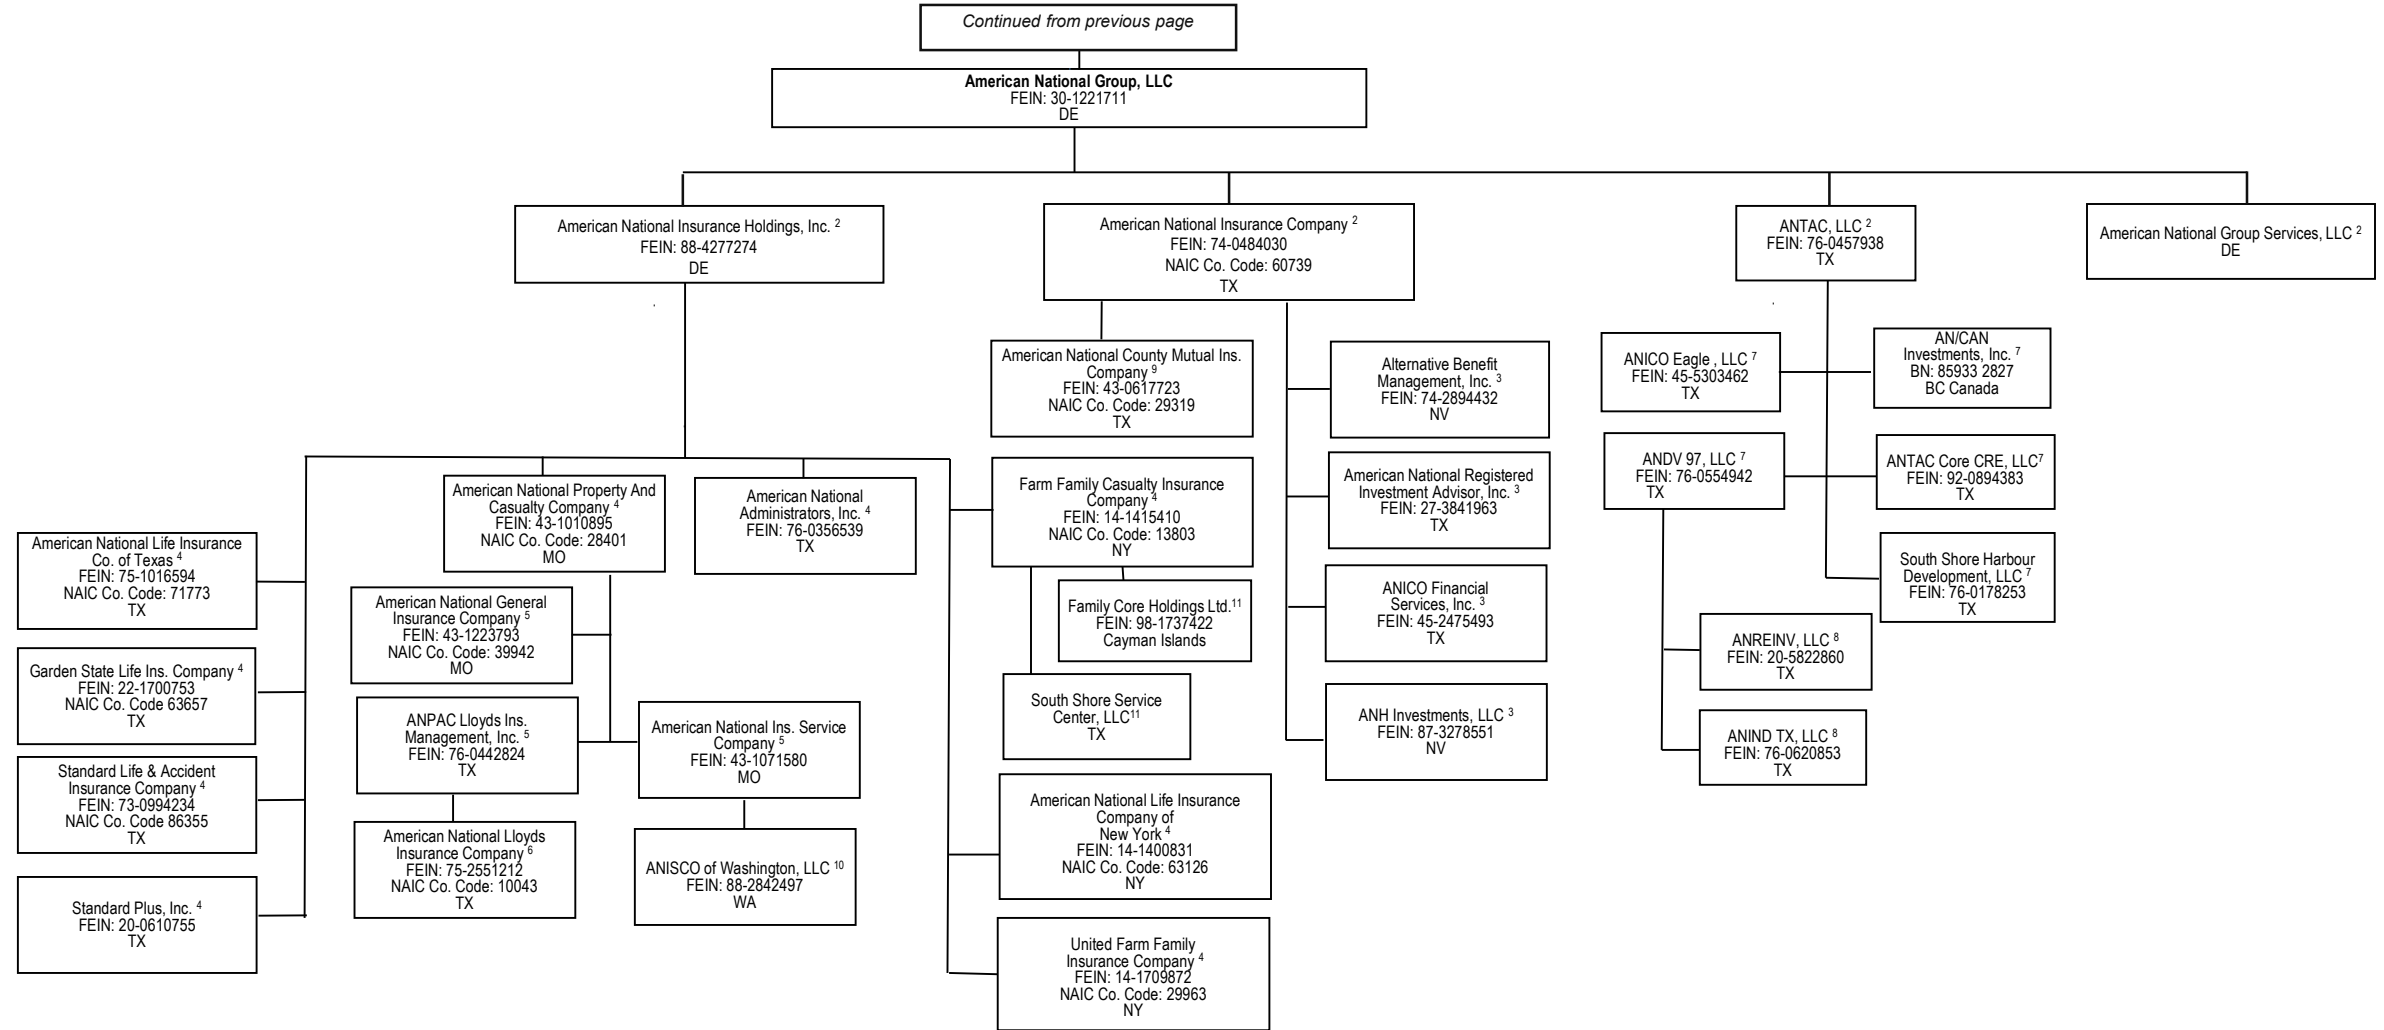 Continued from previous page
American National Group, LLC
FEIN: 30-1221711
DE
American National Insurance Holdings, Inc. 2
FEIN: 88-4277274
DE
American National Insurance Company 2
FEIN: 74-0484030
NAIC Co. Code: 60739
TX
ANTAC, LLC 2
FEIN: 76-0457938
TX
American National Group Services, LLC 2
DE
American National Life Insurance
Co. of Texas 4
FEIN: 75-1016594
NAIC Co. Code: 71773
TX
Garden State Life Ins. Company 4
FEIN: 22-1700753
NAIC Co. Code 63657
TX
Standard Life & Accident
Insurance Company 4
FEIN: 73-0994234
NAIC Co. Code 86355
TX
Standard Plus, Inc. 4
FEIN: 20-0610755
TX
American National Property And
Casualty Company 4
FEIN: 43-1010895
NAIC Co. Code: 28401
MO
American National General
Insurance Company 5
FEIN: 43-1223793
NAIC Co. Code: 39942
MO
ANPAC Lloyds Ins.
Management, Inc. 5
FEIN: 76-0442824
TX
American National Lloyds
Insurance Company 6
FEIN: 75-2551212
NAIC Co. Code: 10043
TX
American National Ins. Service
Company 5
FEIN: 43-1071580
MO
ANISCO of Washington, LLC 10
FEIN: 88-2842497
WA
American National
Administrators, Inc. 4
FEIN: 76-0356539
TX
American National County Mutual Ins.
Company 9
FEIN: 43-0617723
NAIC Co. Code: 29319
TX
Farm Family Casualty Insurance
Company 4
FEIN: 14-1415410
NAIC Co. Code: 13803
NY
Family Core Holdings Ltd.11
FEIN: 98-1737422
Cayman Islands
South Shore Service
Center, LLC11
TX
American National Life Insurance
Company of
New York 4
FEIN: 14-1400831
NAIC Co. Code: 63126
NY
United Farm Family
Insurance Company 4
FEIN: 14-1709872
NAIC Co. Code: 29963
NY
Alternative Benefit
Management, Inc. 3
FEIN: 74-2894432
NV
American National Registered
Investment Advisor, Inc. 3
FEIN: 27-3841963
TX
ANICO Financial
Services, Inc. 3
FEIN: 45-2475493
TX
ANH Investments, LLC 3
FEIN: 87-3278551
NV
ANICO Eagle , LLC 7
FEIN: 45-5303462
TX
AN/CAN
Investments, Inc. 7
BN: 85933 2827
BC Canada
ANDV 97, LLC 7
FEIN: 76-0554942
TX
ANTAC Core CRE, LLC7
FEIN: 92-0894383
TX
South Shore Harbour
Development, LLC 7
FEIN: 76-0178253
TX
ANREINV, LLC 8
FEIN: 20-5822860
TX
ANIND TX, LLC 8
FEIN: 76-0620853
TX